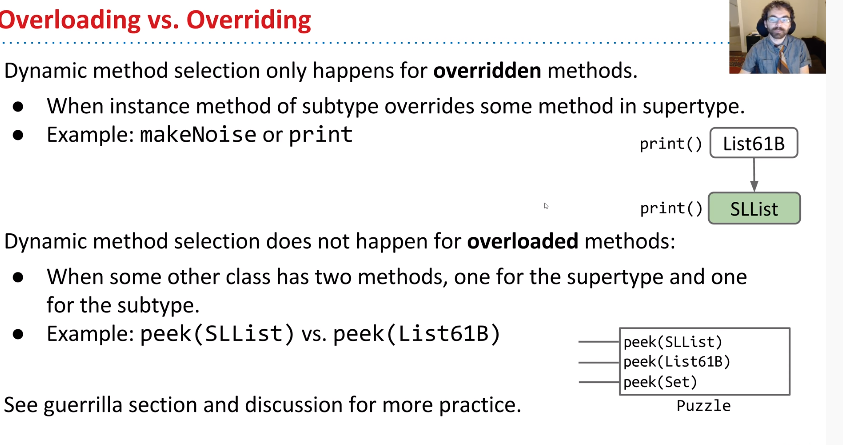 Overloading vs. Overriding
Dynamic method selection only happens for overridden methods.
● When instance method of subtype overrides some method in supertype.
● Example: makeNoise or print
print() List61B
print() SLList
Dynamic method selection does not happen for overloaded methods:
● When some other class has two methods, one for the supertype and one
for the subtype.
● Example: peek(SLList) vs. peek(List61B)
peek(SLList)
peek(List61B)
peek(Set)
Puzzle
See guerrilla section and discussion for more practice.